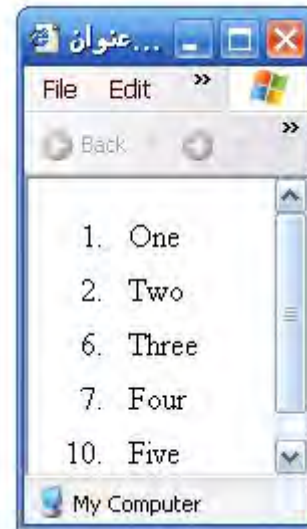 عنوان...
File Edit »
Back »
1. One
2. Two
6. Three
7. Four
10. Five
My Computer